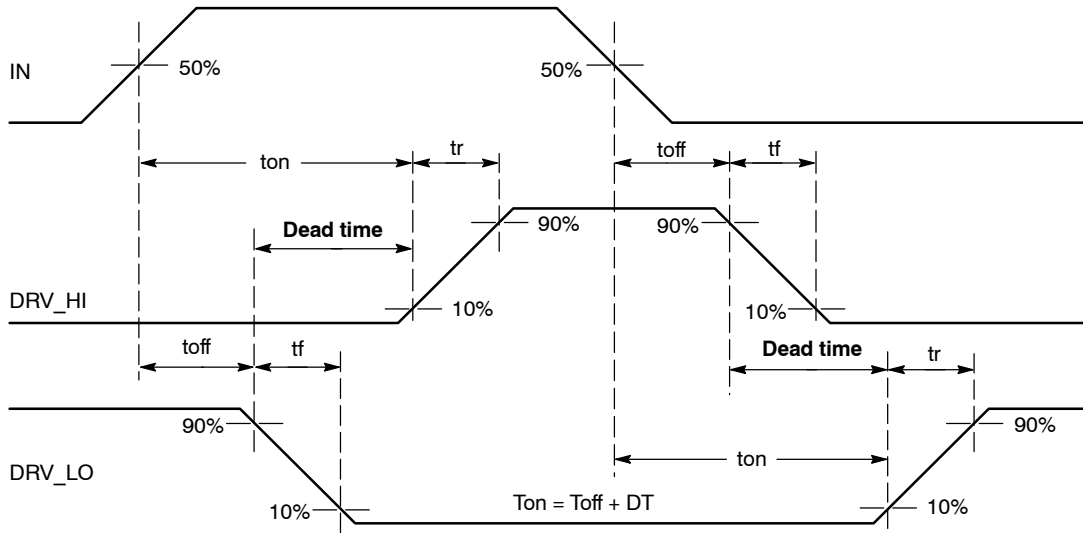 IN
50%
50%
ton
tr
toff
tf
Dead time
90%
90%
DRV_HI
10%
10%
toff
tf
Dead time
tr
90%
90%
DRV_LO
ton
10%
Ton = Toff + DT
10%